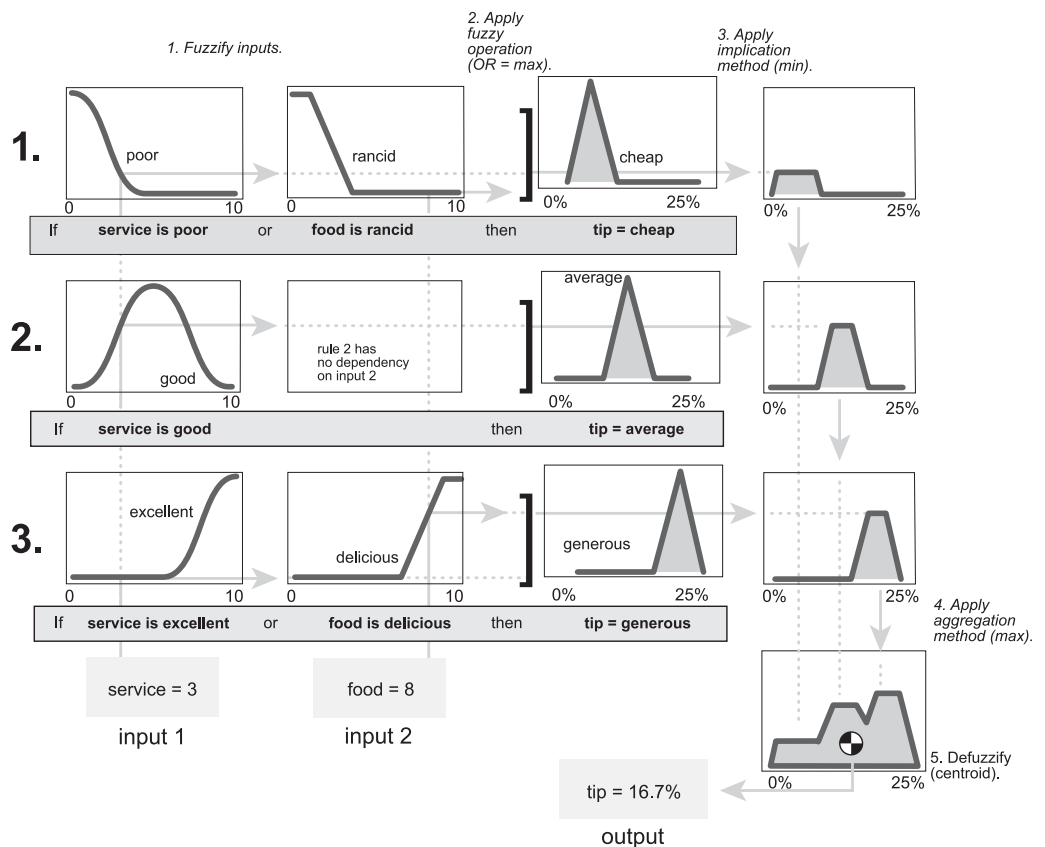 1. Fuzzify inputs.
2. Apply
fuzzy
operation
(OR = max).
3. Apply
implication
method (min).
1.
poor
0 10
rancid
0 10
cheap
0% 25%
0% 25%
If service is poor or food is rancid then tip = cheap
2.
good
0 10
rule 2 has
no dependency
on input 2
average
0% 25%
0% 25%
If service is good then tip = average
3.
excellent
0 10
delicious
0 10
generous
0% 25%
0% 25%
If service is excellent or food is delicious then tip = generous
4. Apply
aggregation
method (max).
service = 3
input 1
food = 8
input 2
0% 25%
5. Defuzzify
(centroid).
tip = 16.7%
output